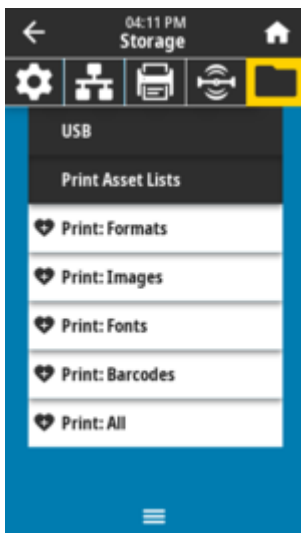 04:11 PM
Storage
USB
Print Asset Lists
Print: Formats
Print: Images
Print: Fonts
Print: Barcodes
Print: All